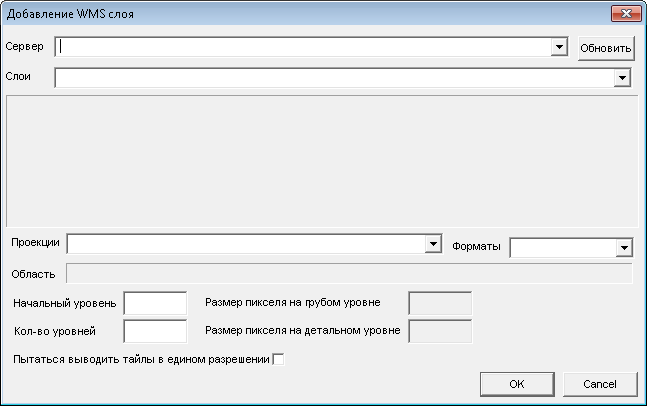 Добавление WMS слоя
Сервер
Обновить
Слои
Проекции
Форматы
Область
Начальный уровень
Размер пикселя на грубом уровне
Кол-во уровней
Размер пикселя на детальном уровне
Пытаться выводить тайлы в едином разрешении
OK
Cancel